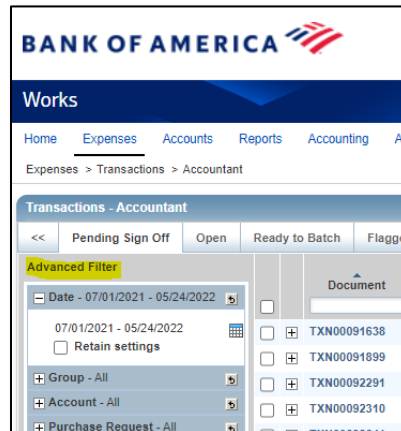 BANK OF AMERICA
Works
Home Expenses Accounts Reports Accounting
Expenses > Transactions > Accountant
Transactions - Accountant
<< Pending Sign Off Open Ready to Batch Flagge
Advanced Filter
Document
Date - 07/01/2021 - 05/24/2022
07/01/2021 - 05/24/2022
Retain settings
TXN00091638
Group - All
TXN00091899
TXN00092291
Account - All
TXN00092310
Purchase Request - All